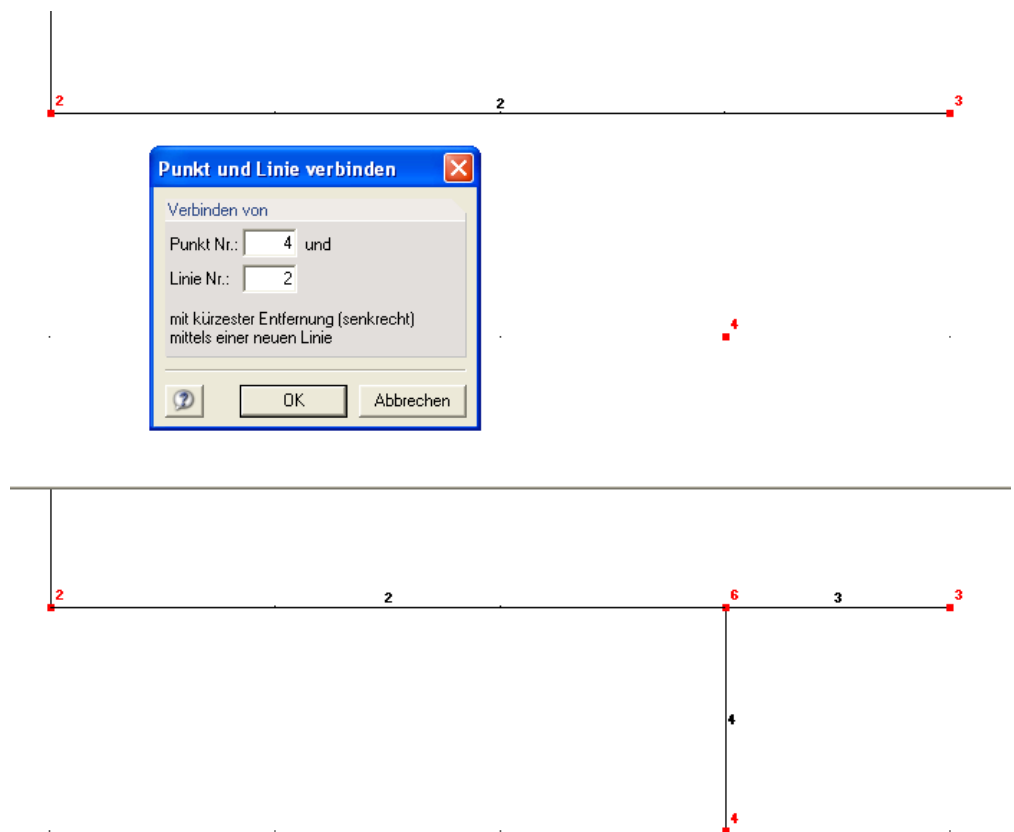 2 2 3
Punkt und Linie verbinden
Verbinden von
Punkt Nr.: 4 und
Linie Nr.: 2
mit kürzester Entfernung (senkrecht)
mittels einer neuen Linie
OK Abbrechen
4
2 2 6 3 3
4
4